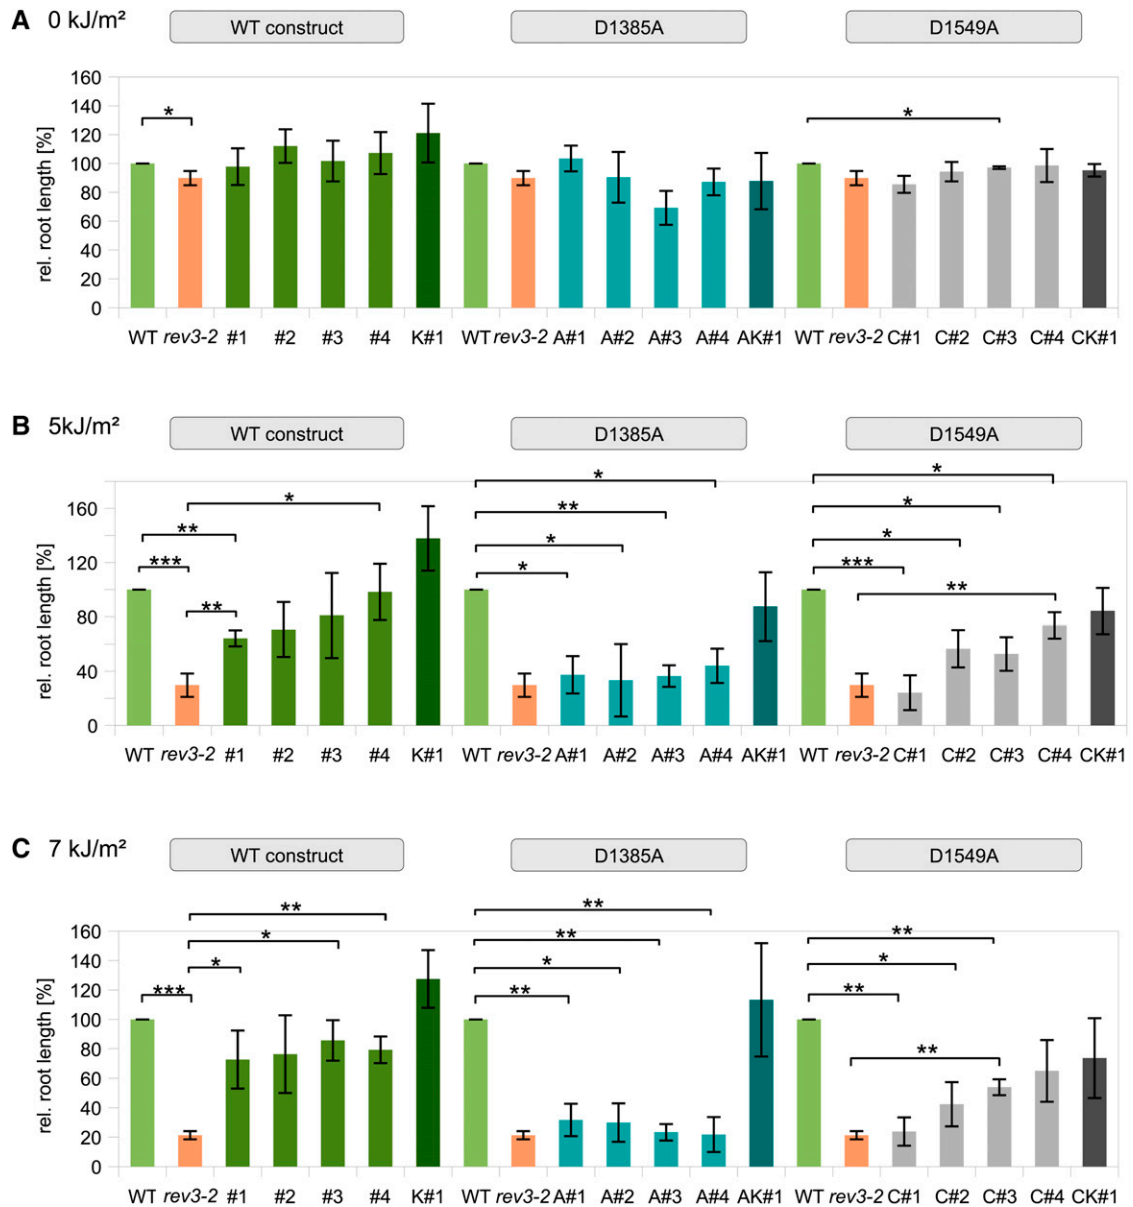 A 0 kJ/m²
WT construct D1385A D1549A
rel. root length [%]
160
140
120
100
80
60
40
20
0
* *
WT rev3-2 #1 #2 #3 #4 K#1 WT rev3-2 A#1 A#2 A#3 A#4 AK#1 WT rev3-2 C#1 C#2 C#3 C#4 CK#1
B 5kJ/m²
WT construct D1385A D1549A
rel. root length [%]
160
120
80
40
0
* * *
** ** *
*** * *
** * ***
**
WT rev3-2 #1 #2 #3 #4 K#1 WT rev3-2 A#1 A#2 A#3 A#4 AK#1 WT rev3-2 C#1 C#2 C#3 C#4 CK#1
C 7 kJ/m²
WT construct D1385A D1549A
rel. root length [%]
160
140
120
100
80
60
40
20
0
** **
* ** **
* * *
*** ** **
**
WT rev3-2 #1 #2 #3 #4 K#1 WT rev3-2 A#1 A#2 A#3 A#4 AK#1 WT rev3-2 C#1 C#2 C#3 C#4 CK#1